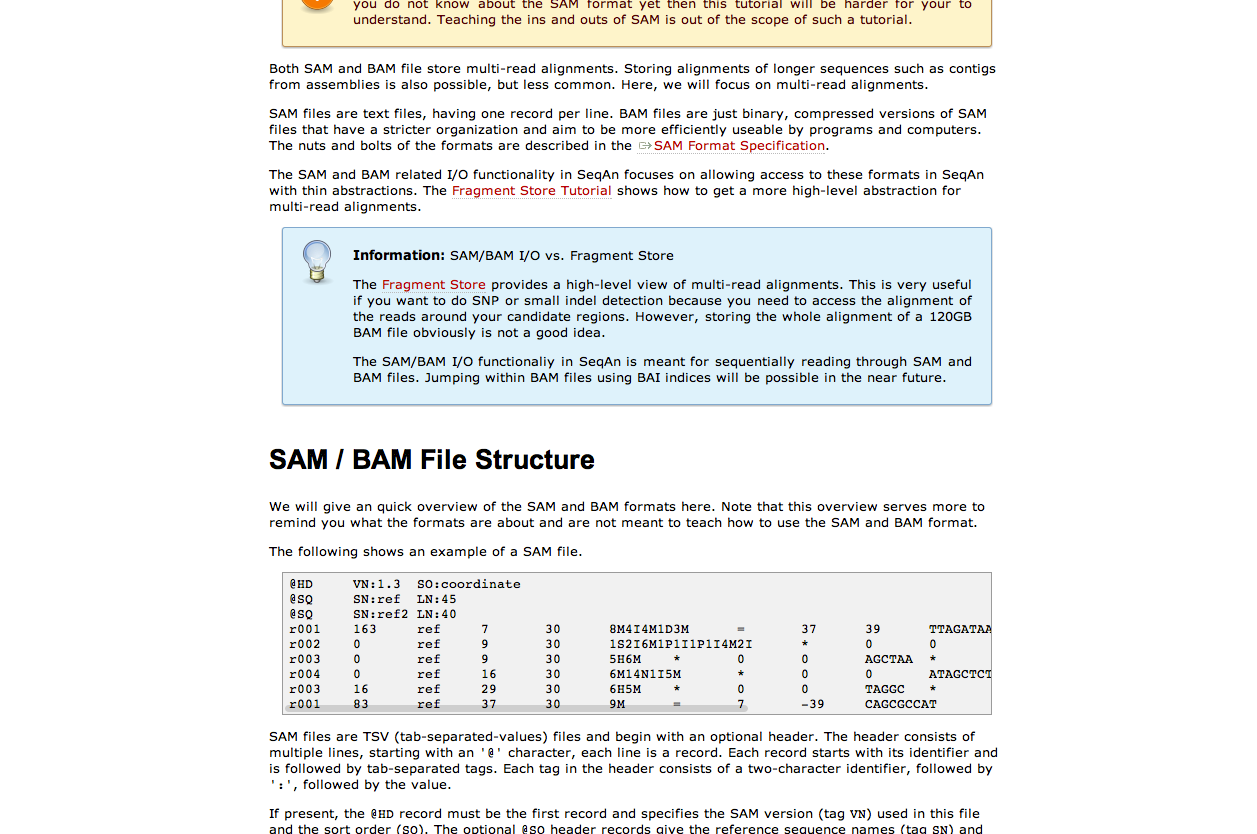 you do not know about the SAM format yet then this tutorial will be harder for your to
understand. Teaching the ins and outs of SAM is out of the scope of such a tutorial.
Both SAM and BAM file store multi-read alignments. Storing alignments of longer sequences such as contigs
from assemblies is also possible, but less common. Here, we will focus on multi-read alignments.
SAM files are text files, having one record per line. BAM files are just binary, compressed versions of SAM
files that have a stricter organization and aim to be more efficiently useable by programs and computers.
The nuts and bolts of the formats are described in the SAM Format Specification.
The SAM and BAM related I/O functionality in SeqAn focuses on allowing access to these formats in SeqAn
with thin abstractions. The Fragment Store Tutorial shows how to get a more high-level abstraction for
multi-read alignments.
Information: SAM/BAM I/O vs. Fragment Store
The Fragment Store provides a high-level view of multi-read alignments. This is very useful
if you want to do SNP or small indel detection because you need to access the alignment of
the reads around your candidate regions. However, storing the whole alignment of a 120GB
BAM file obviously is not a good idea.
The SAM/BAM I/O functionaliy in SeqAn is meant for sequentially reading through SAM and
BAM files. Jumping within BAM files using BAI indices will be possible in the near future.
SAM / BAM File Structure
We will give an quick overview of the SAM and BAM formats here. Note that this overview serves more to
remind you what the formats are about and are not meant to teach how to use the SAM and BAM format.
The following shows an example of a SAM file.
@HD VN:1.3 SO:coordinate
@SQ SN:ref LN:45
@SQ SN:ref2 LN:40
r001 163 ref 7 30 8M4I4M1D3M = 37 39 TTAGATAA
r002 0 ref 9 30 1S2I6M1P1I1P1I4M2I * 0 0
r003 0 ref 9 30 5H6M * 0 0 AGCTAA *
r004 0 ref 16 30 6M14N1I5M * 0 0 ATAGCTCT
r003 16 ref 29 30 6H5M * 0 0 TAGGC *
r001 83 ref 37 30 9M = 7 -39 CAGCGCCAT
SAM files are TSV (tab-separated-values) files and begin with an optional header. The header consists of
multiple lines, starting with an '@' character, each line is a record. Each record starts with its identifier and
is followed by tab-separated tags. Each tag in the header consists of a two-character identifier, followed by
':', followed by the value.
If present, the @HD record must be the first record and specifies the SAM version (tag VN) used in this file
and the sort order (SO). The optional @SQ header records give the reference sequence names (tag SN) and